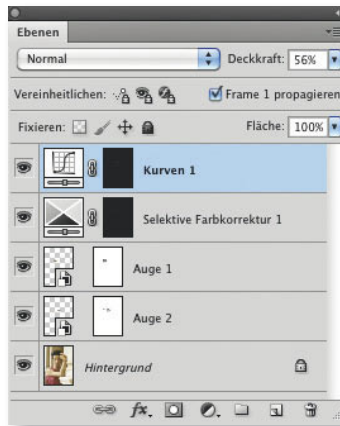 Ebenen
Normal Deckkraft: 56%
Vereinheitlichen: Frame 1 propagieren
Fixieren: Fläche: 100%
Kurven 1
Selektive Farbkorrektur 1
Auge 1
Auge 2
Hintergrund
fx.